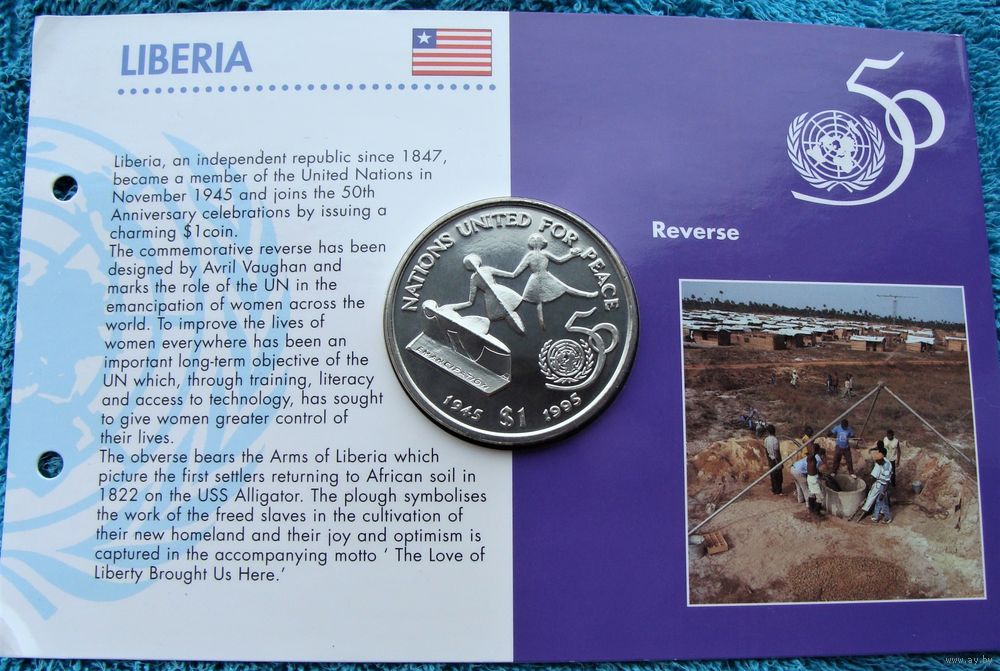 LIBERIA
Liberia, an independent republic since 1847,
became a member of the United Nations in
November 1945 and joins the 50th
Anniversary celebrations by issuing a
charming $1coin.
The commemorative reverse has been
designed by Avril Vaughan and
marks the role of the UN in the
emancipation of women across the
world. To improve the lives of
women everywhere has been an
important long-term objective of the
UN which, through training, literacy
and access to technology, has sought
to give women greater control of
their lives.
The obverse bears the Arms of Liberia which
picture the first settlers returning to African soil in
1822 on the USS Alligator. The plough symbolises
the work of the freed slaves in the cultivation of
their new homeland and their joy and optimism is
captured in the accompanying motto ‘ The Love of
Liberty Brought Us Here.’
NATIONS UNITED FOR PEACE
50
EMANCIPATION
1945 $1 1995
50
Reverse
www.ay.by